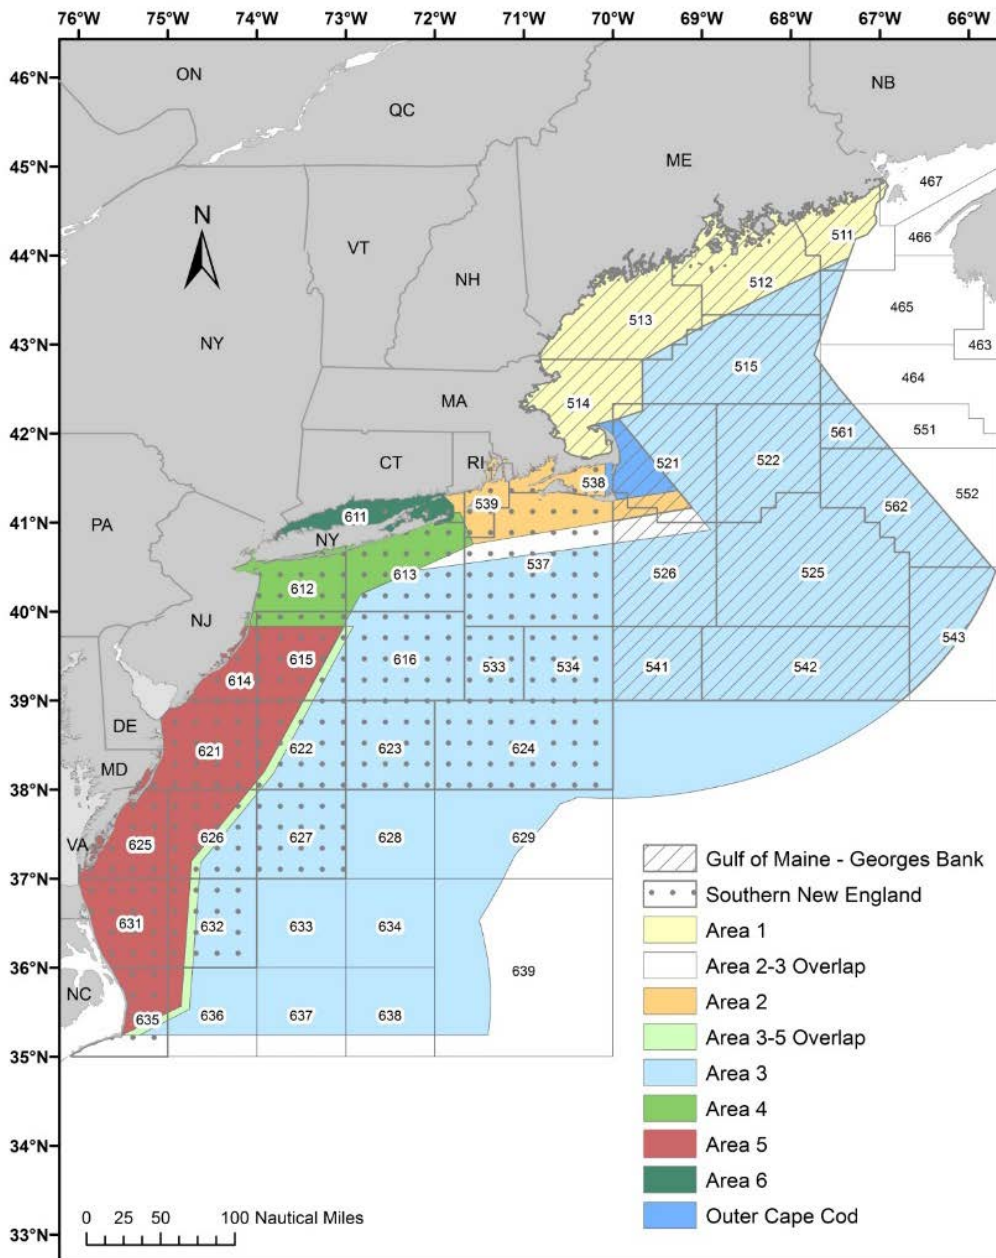 76°W 75°W 74°W 73°W 72°W 71°W 70°W 69°W 68°W 67°W 66°W
46°N
45°N
44°N
43°N
42°N
41°N
40°N
39°N
38°N
37°N
36°N
35°N
34°N
33°N
ON
QC
NB
ME
N
VT
NH
NY
MA
CT
RI
PA
NY
NJ
DE
MD
VA
NC
467
511
466
512
465
513
463
515
464
514
561
551
521
522
538
552
539
562
611
537
613
526
525
612
543
615
616
533
534
541
542
614
621
622
623
624
625
626
627
628
629
631
632
633
634
639
635
636
637
638
Gulf of Maine - Georges Bank
Southern New England
Area 1
Area 2-3 Overlap
Area 2
Area 3-5 Overlap
Area 3
Area 4
Area 5
Area 6
Outer Cape Cod
0 25 50 100 Nautical Miles